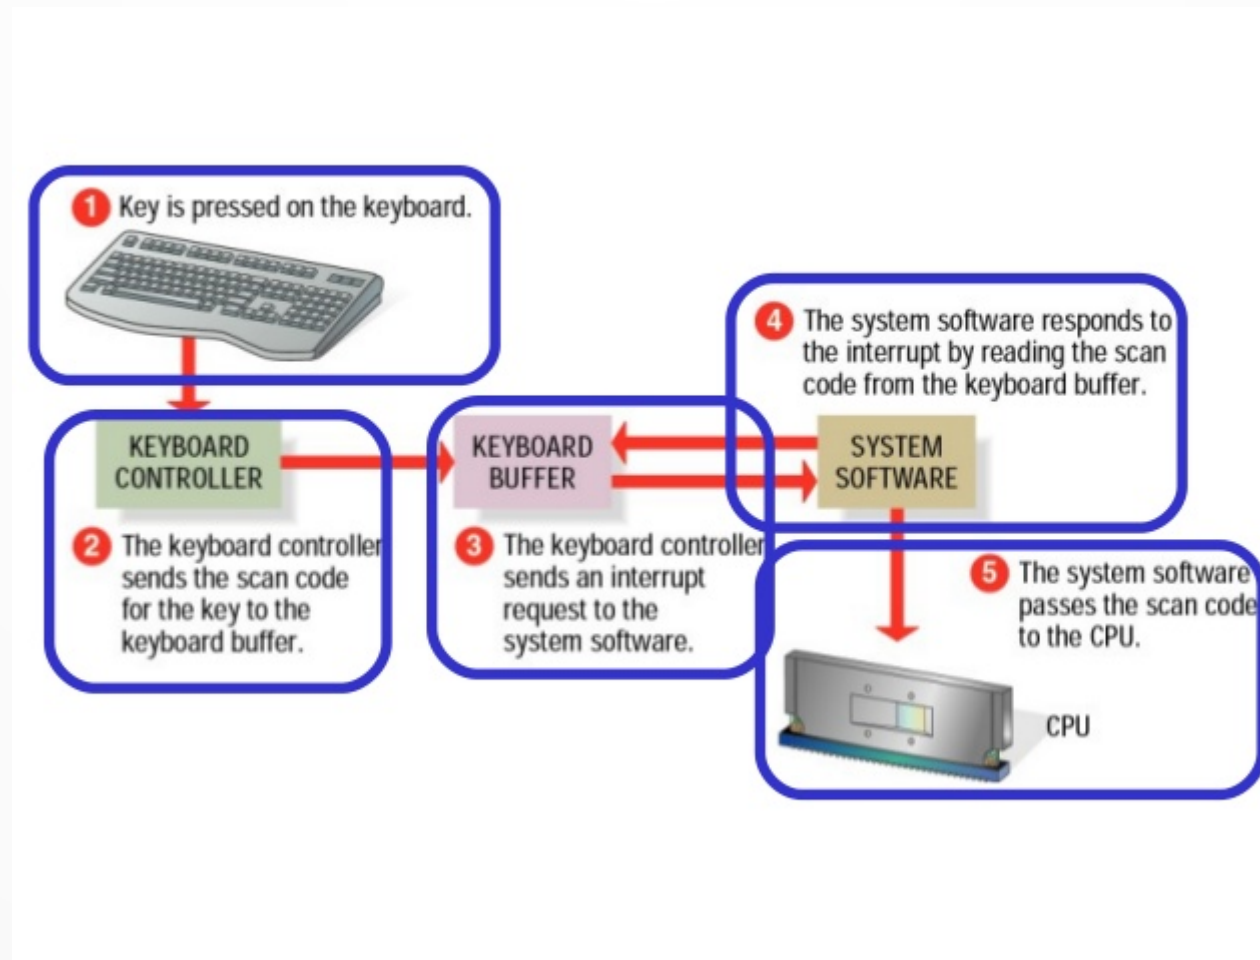 1 Key is pressed on the keyboard.
KEYBOARD
CONTROLLER
2 The keyboard controller
sends the scan code
for the key to the
keyboard buffer.
KEYBOARD
BUFFER
3 The keyboard controller
sends an interrupt
request to the
system software.
4 The system software responds to
the interrupt by reading the scan
code from the keyboard buffer.
SYSTEM
SOFTWARE
5 The system software
passes the scan code
to the CPU.
CPU